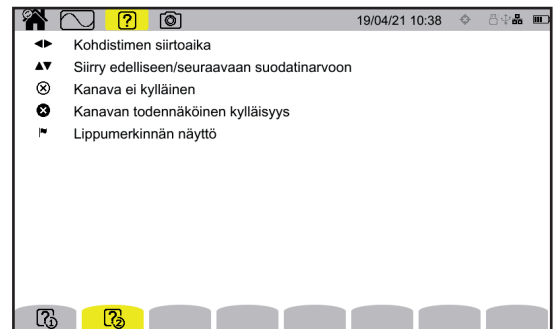 19/04/21 10:38
Kohdistimen siirtoaika
Siirry edelliseen/seuraavaan suodatinarvoon
Kanava ei kylläinen
Kanavan todennäköinen kylläisyys
Lippumerkinnän näyttö